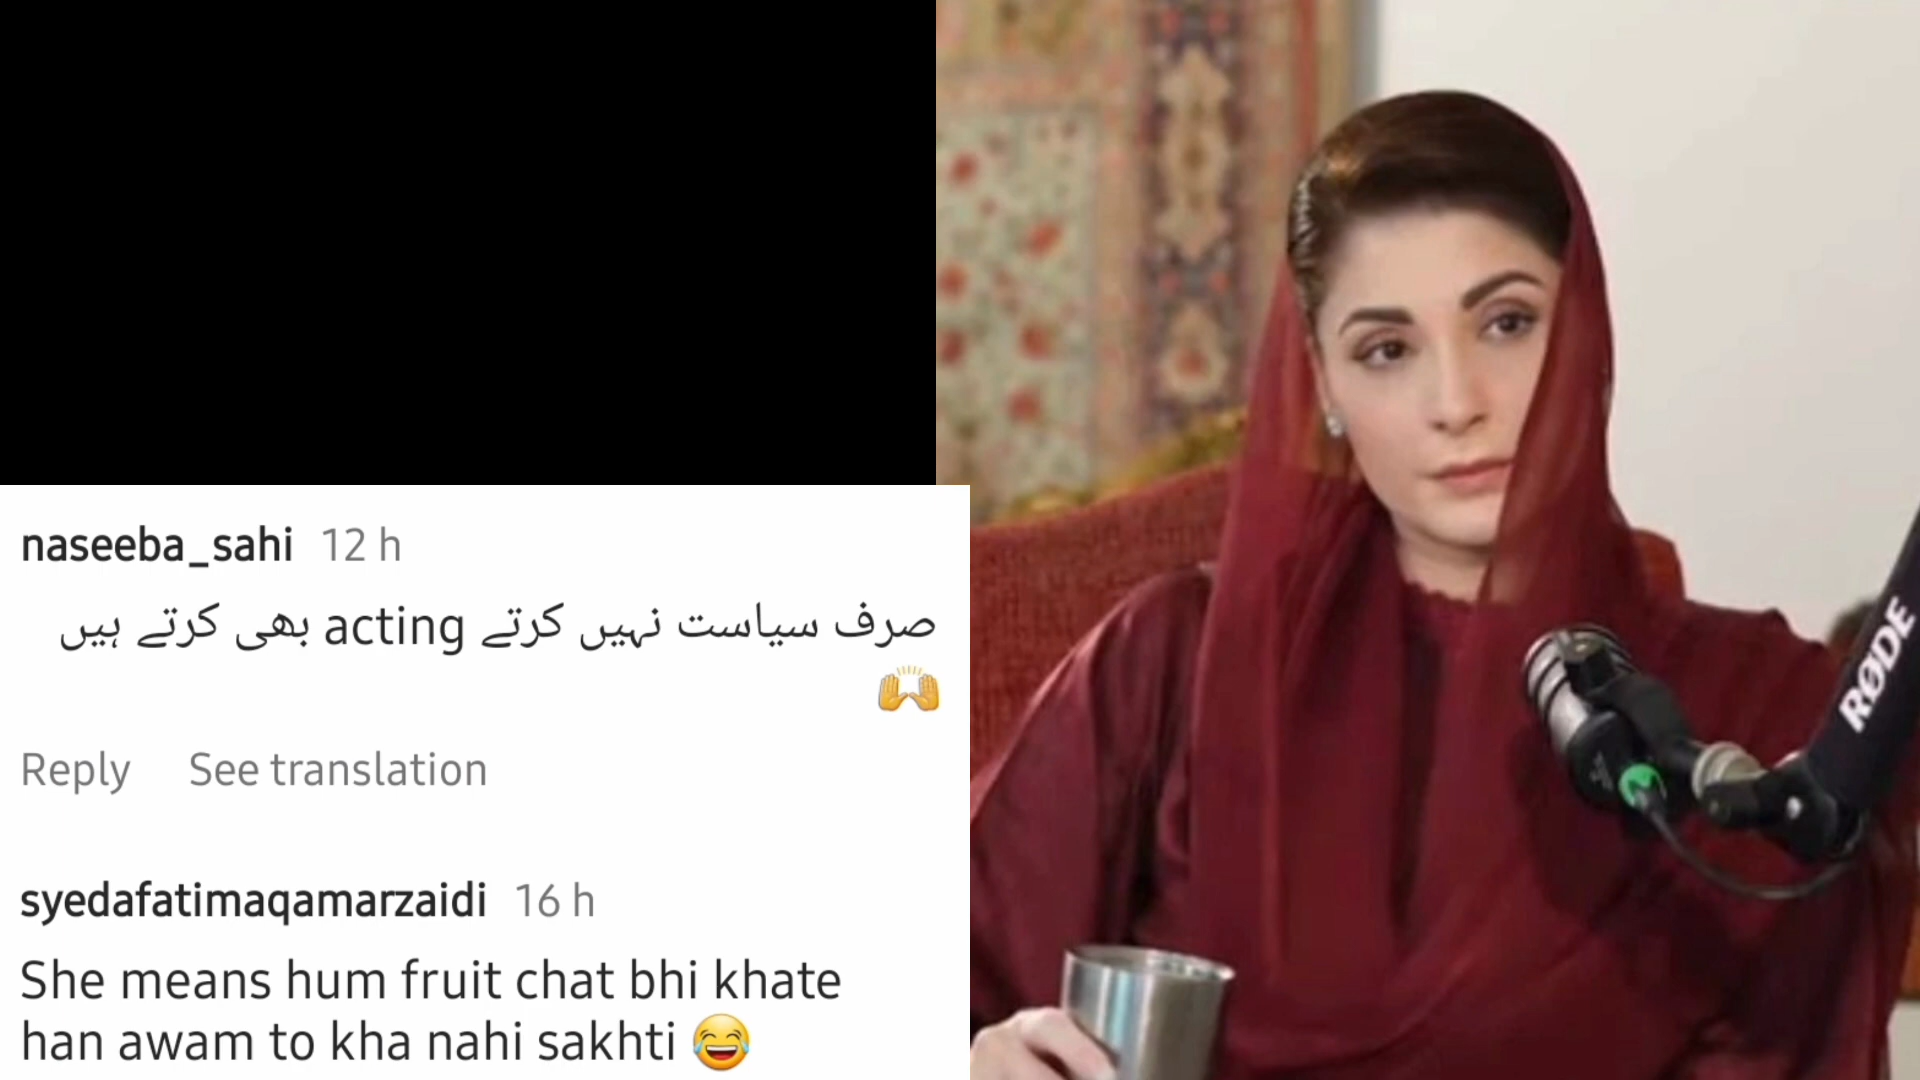 naseeba_sahi 12 h
صرف سیاست نہیں کرتے acting بھی کرتے ہیں
🙌
Reply See translation
syedafatimaqamarzaidi 16 h
She means hum fruit chat bhi khate
han awam to kha nahi sakhti 😂
RØDE